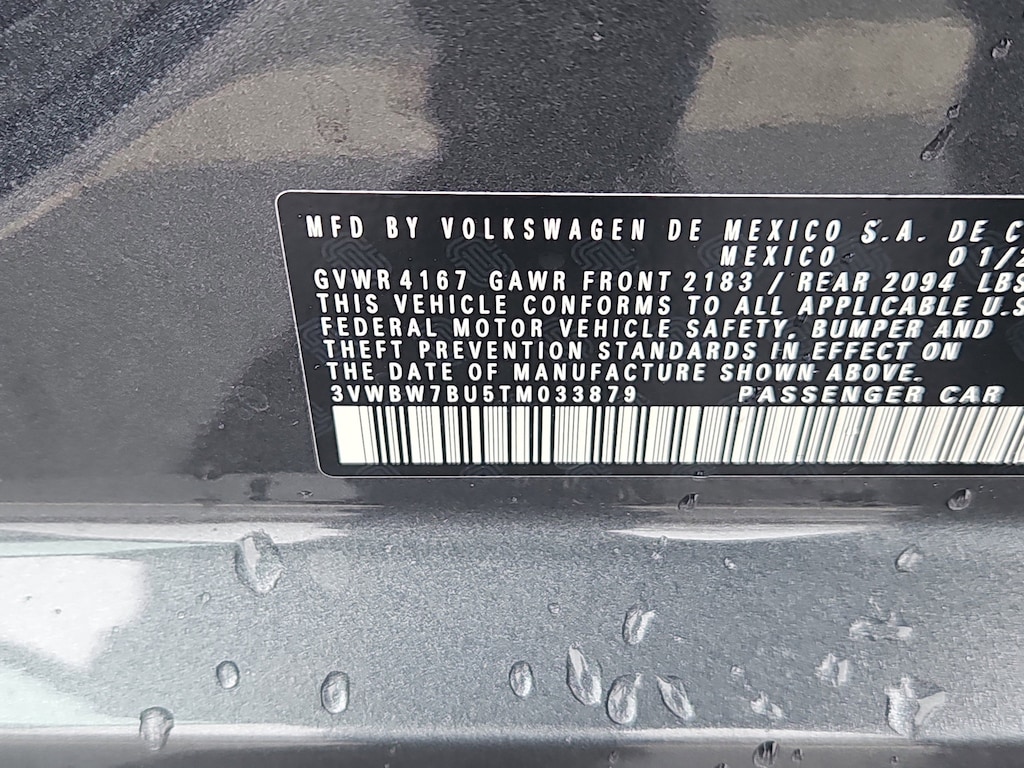 MFD BY VOLKSWAGEN DE MEXICO S.A. DE C
MEXICO 01/2
GVWR 4167 GAWR FRONT 2183 / REAR 2094 LBS
THIS VEHICLE CONFORMS TO ALL APPLICABLE U.S
FEDERAL MOTOR VEHICLE SAFETY, BUMPER AND
THEFT PREVENTION STANDARDS IN EFFECT ON
THE DATE OF MANUFACTURE SHOWN ABOVE.
3VWBW7BU5TM033879 PASSENGER CAR